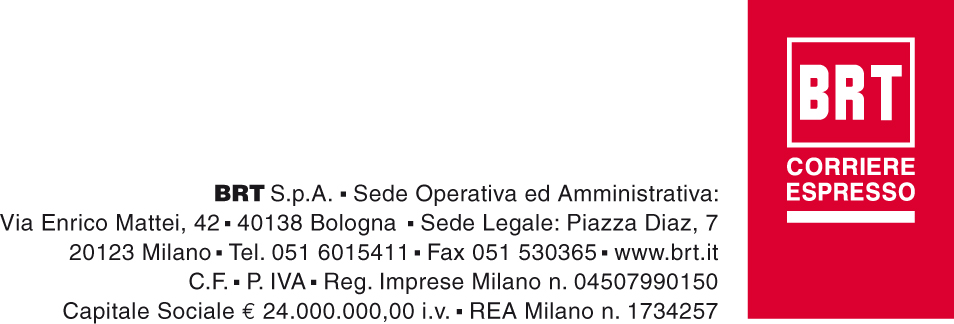 BRT
CORRIERE
ESPRESSO
BRT S.p.A. ▪ Sede Operativa ed Amministrativa:
Via Enrico Mattei, 42 ▪ 40138 Bologna ▪ Sede Legale: Piazza Diaz, 7
20123 Milano ▪ Tel. 051 6015411 ▪ Fax 051 530365 ▪ www.brt.it
C.F. ▪ P. IVA ▪ Reg. Imprese Milano n. 04507990150
Capitale Sociale € 24.000.000,00 i.v. ▪ REA Milano n. 1734257